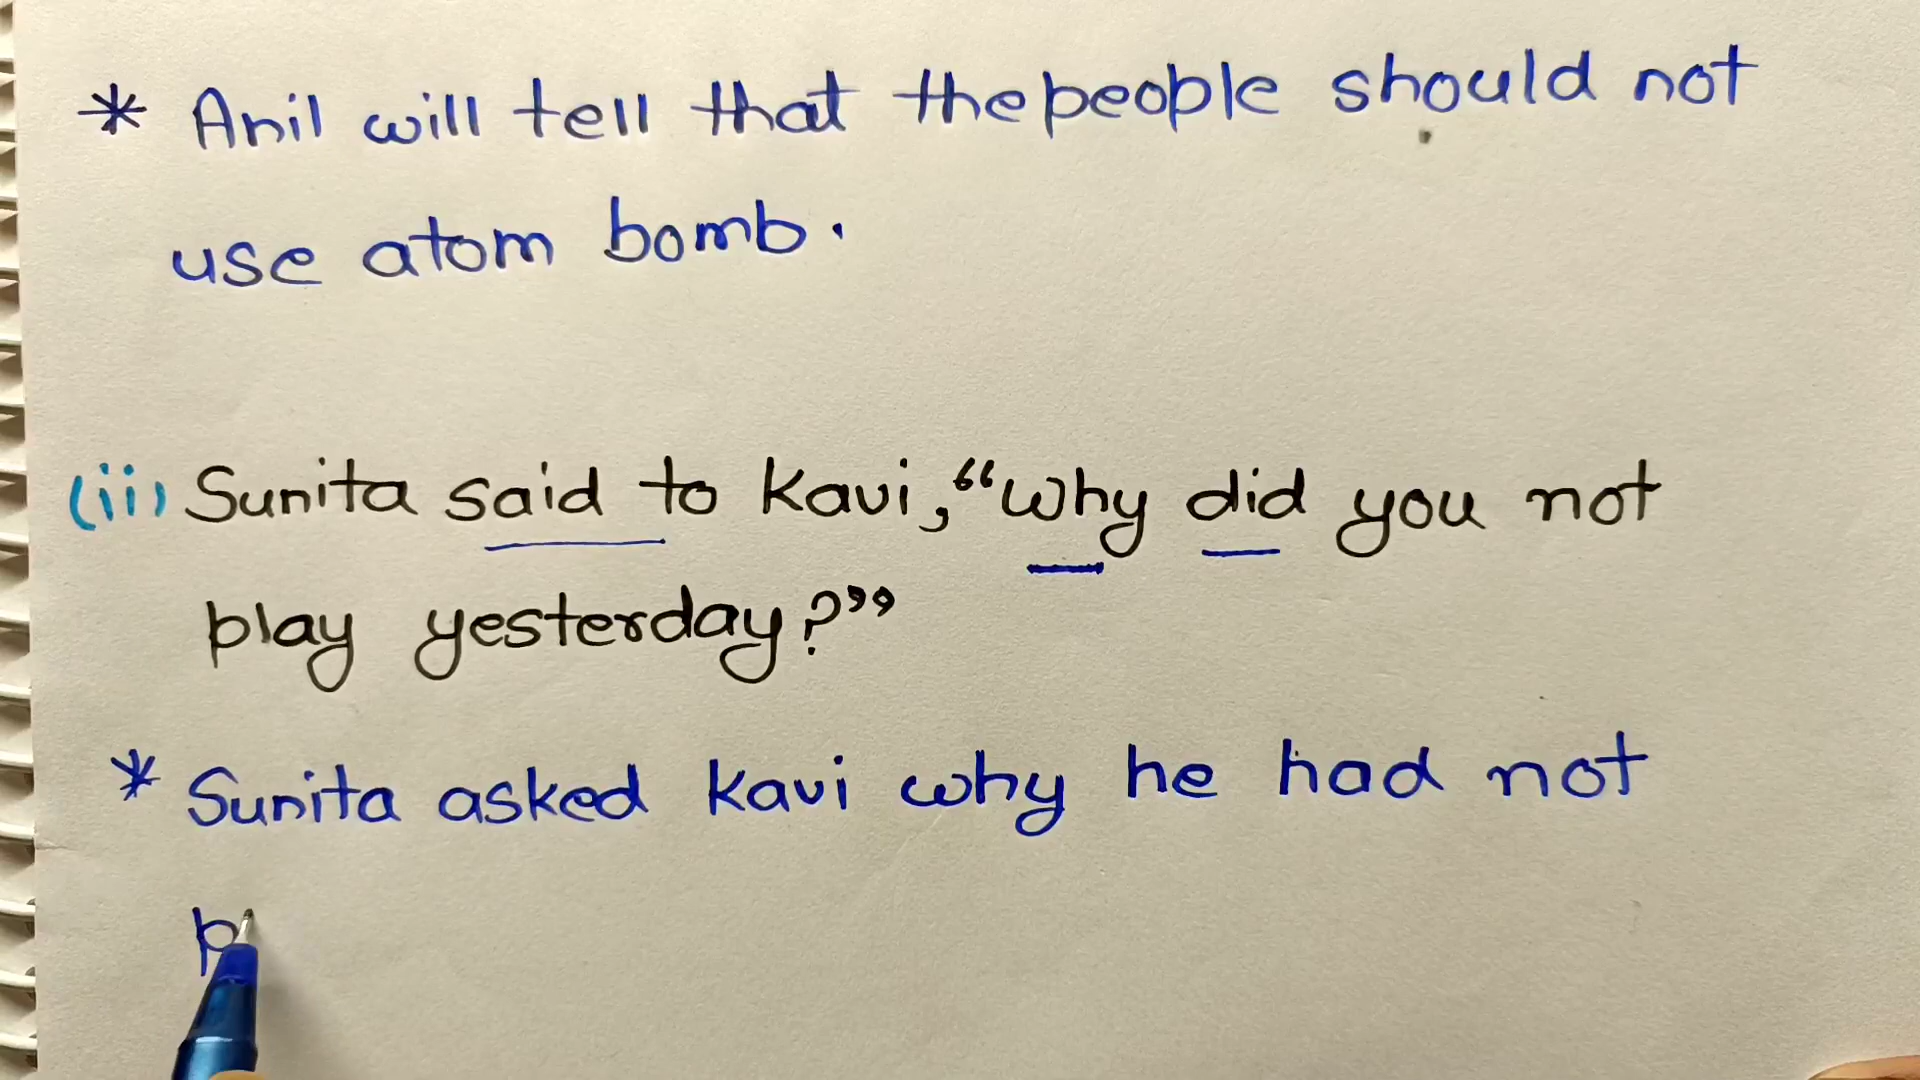 * Anil will tell that the people should not
use atom bomb.
(ii) Sunita said to Kavi, “Why did you not
play yesterday?”
* Sunita asked Kavi why he had not
p